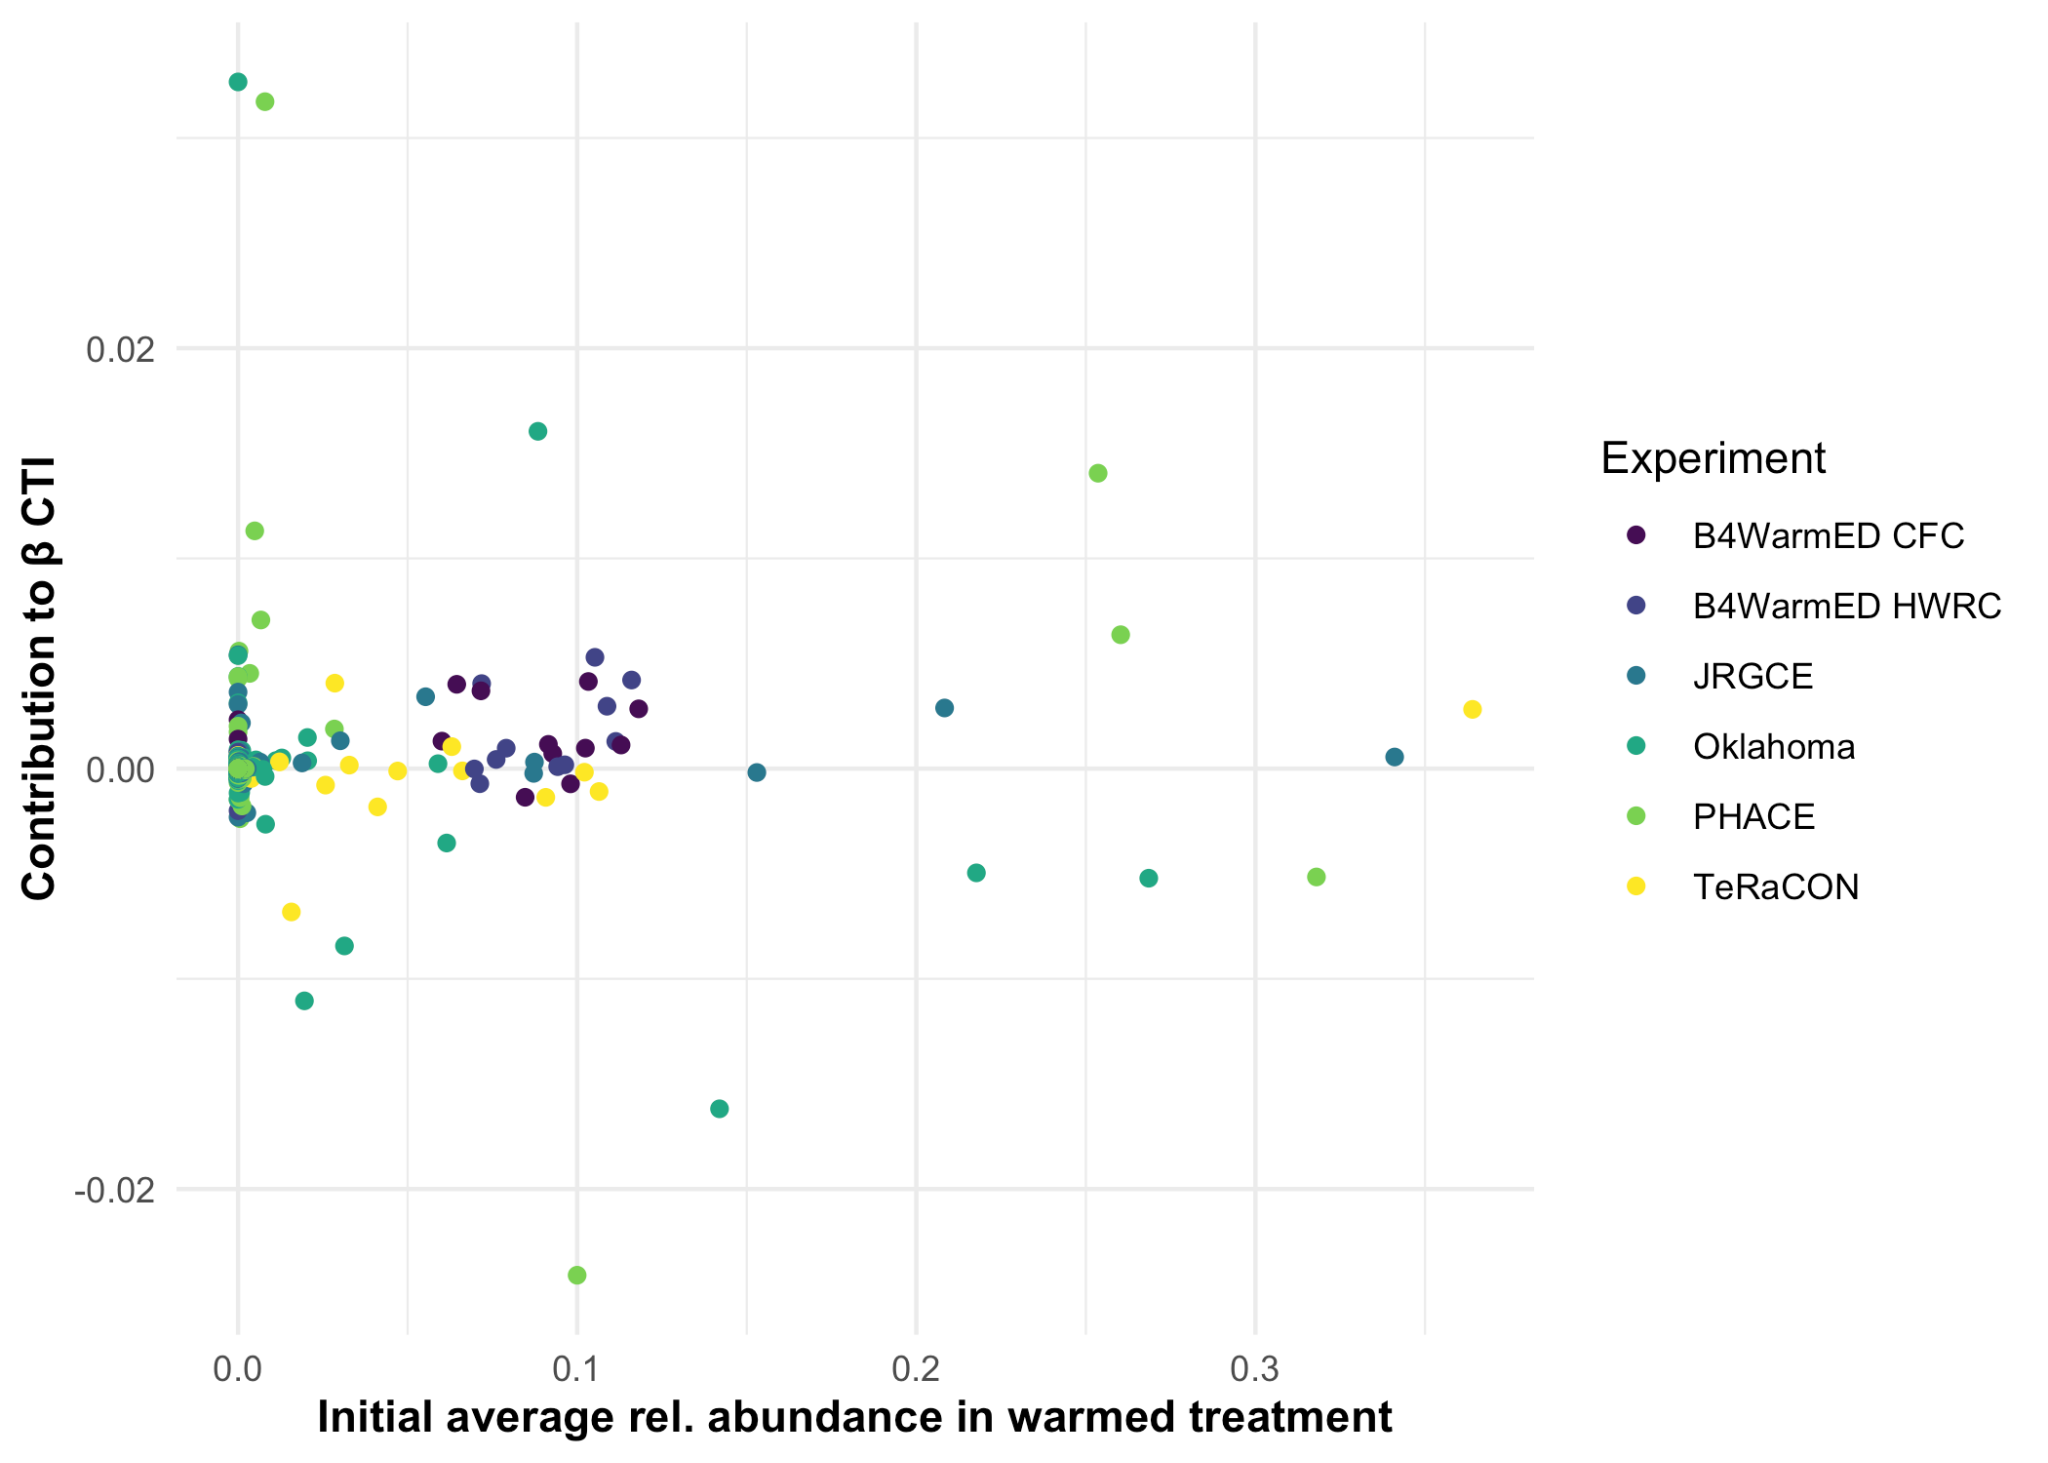 Contribution to β CTI
0.02
0.00
-0.02
0.0
0.1
0.2
0.3
Initial average rel. abundance in warmed treatment
Experiment
B4WarmED CFC
B4WarmED HWRC
JRGCE
Oklahoma
PHACE
TeRaCON